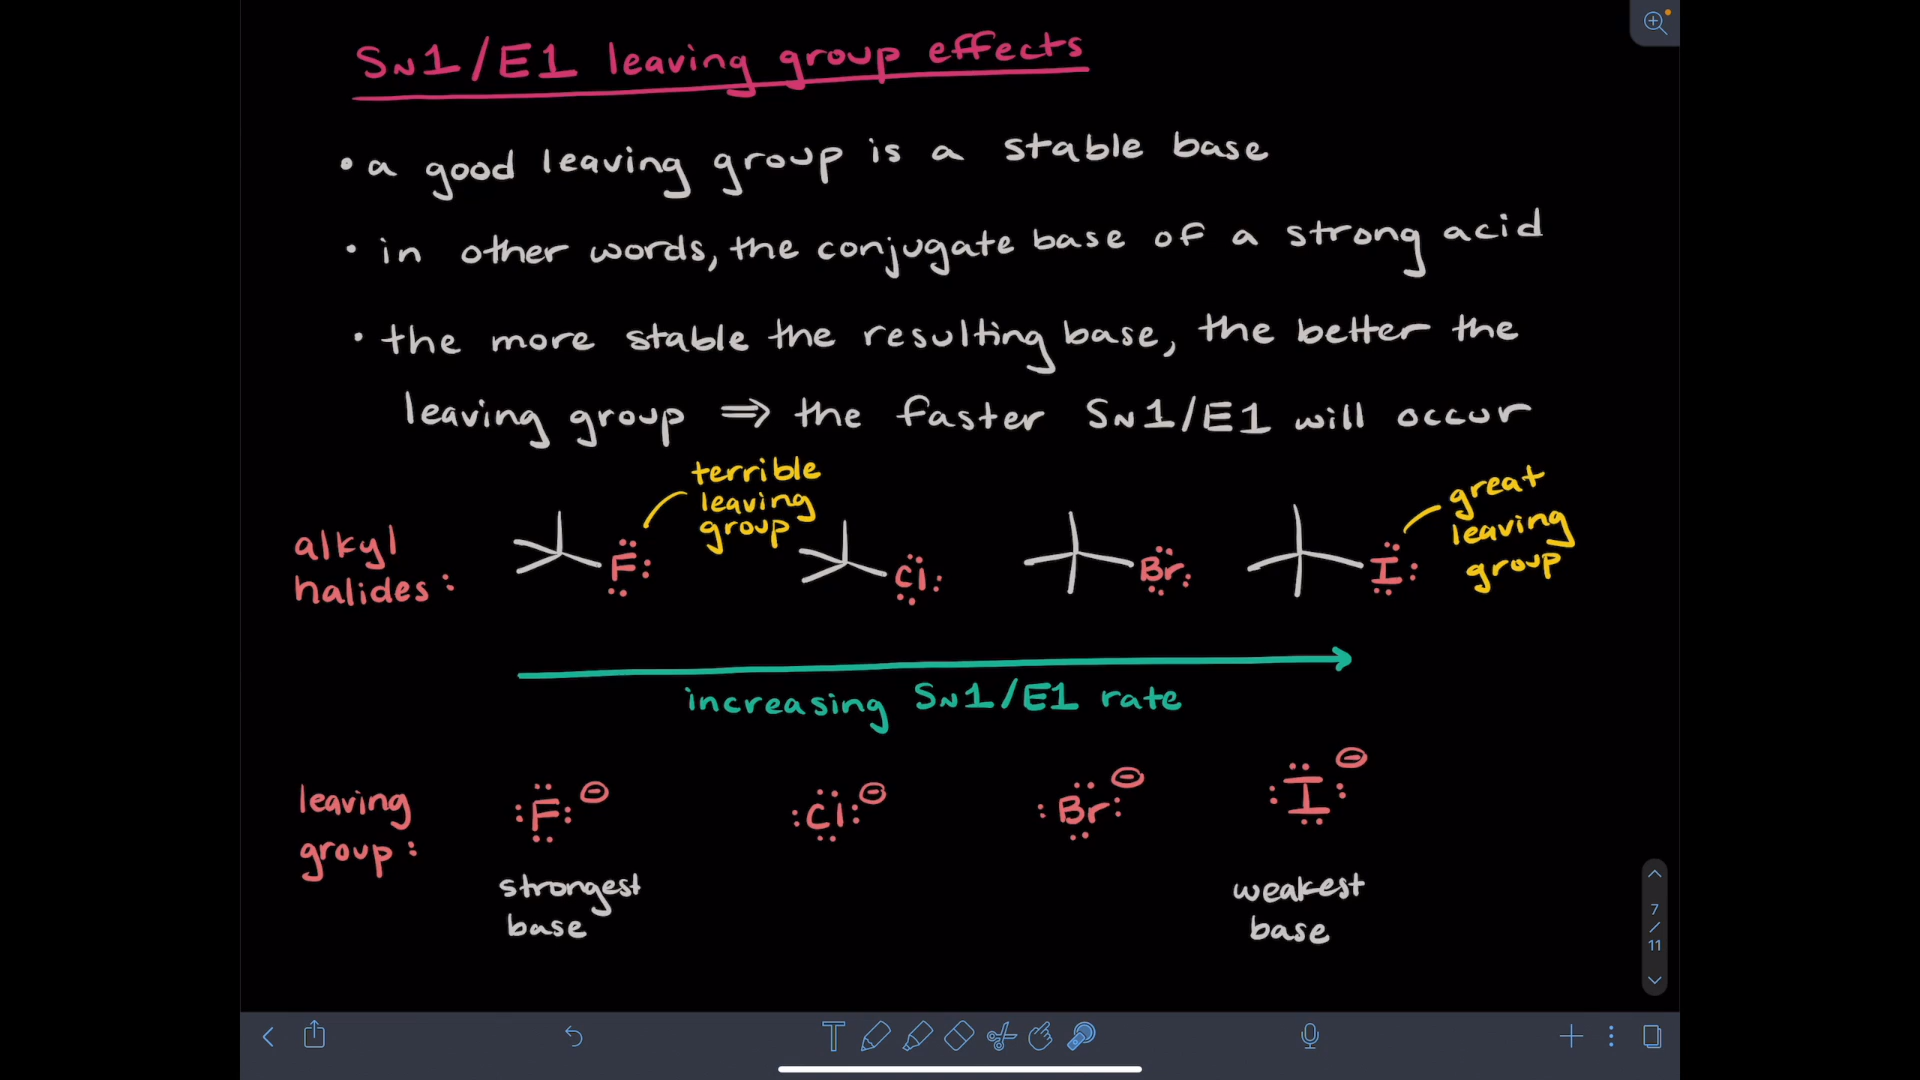 SN1/E1 leaving group effects
• a good leaving group is a stable base
• in other words, the conjugate base of a strong acid
• the more stable the resulting base, the better the
leaving group ⇒ the faster SN1/E1 will occur
terrible
leaving
group
great
leaving
group
alkyl
halides:
F
Cl
Br
I
increasing SN1/E1 rate
leaving
group:
F⊖
Cl⊖
Br⊖
I⊖
strongest
base
weakest
base
7
/
11
T